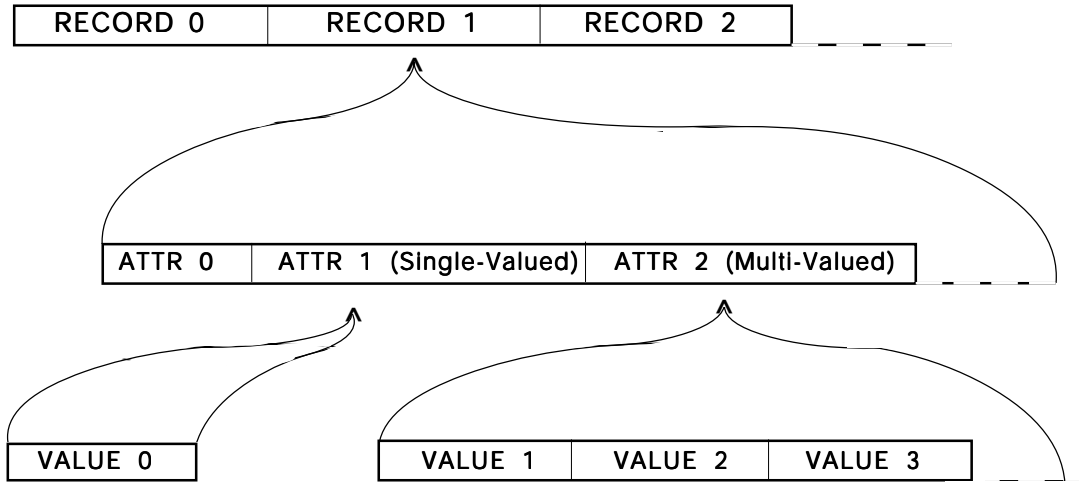 RECORD 0 RECORD 1 RECORD 2
ATTR 0 ATTR 1 (Single-Valued) ATTR 2 (Multi-Valued)
VALUE 0 VALUE 1 VALUE 2 VALUE 3